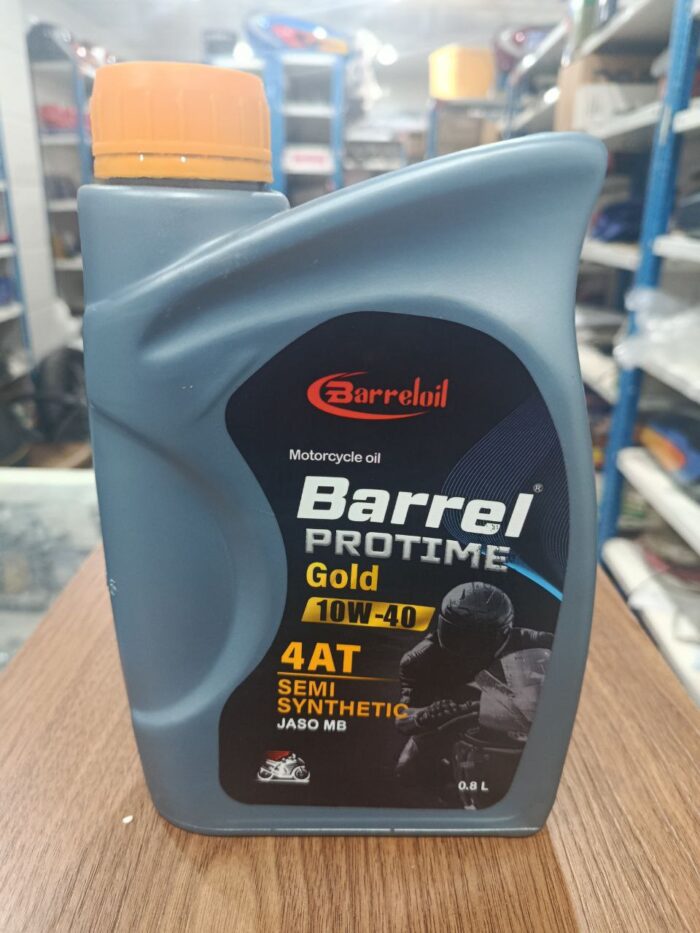 Barreloil
Motorcycle oil
Barrel®
PROTIME
Gold
10W-40
4AT
SEMI
SYNTHETIC
JASO MB
0.8 L